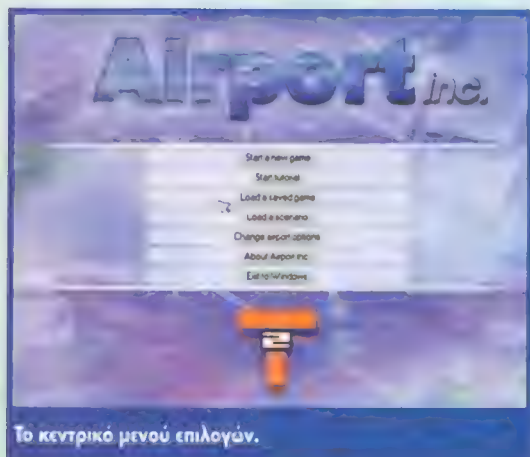 Airport inc.
Start a new game
Start tutorial
Load a saved game
Load a scenario
Change airport options
About Airport Inc
Exit to Windows
Το κεντρικό μενού επιλογών.